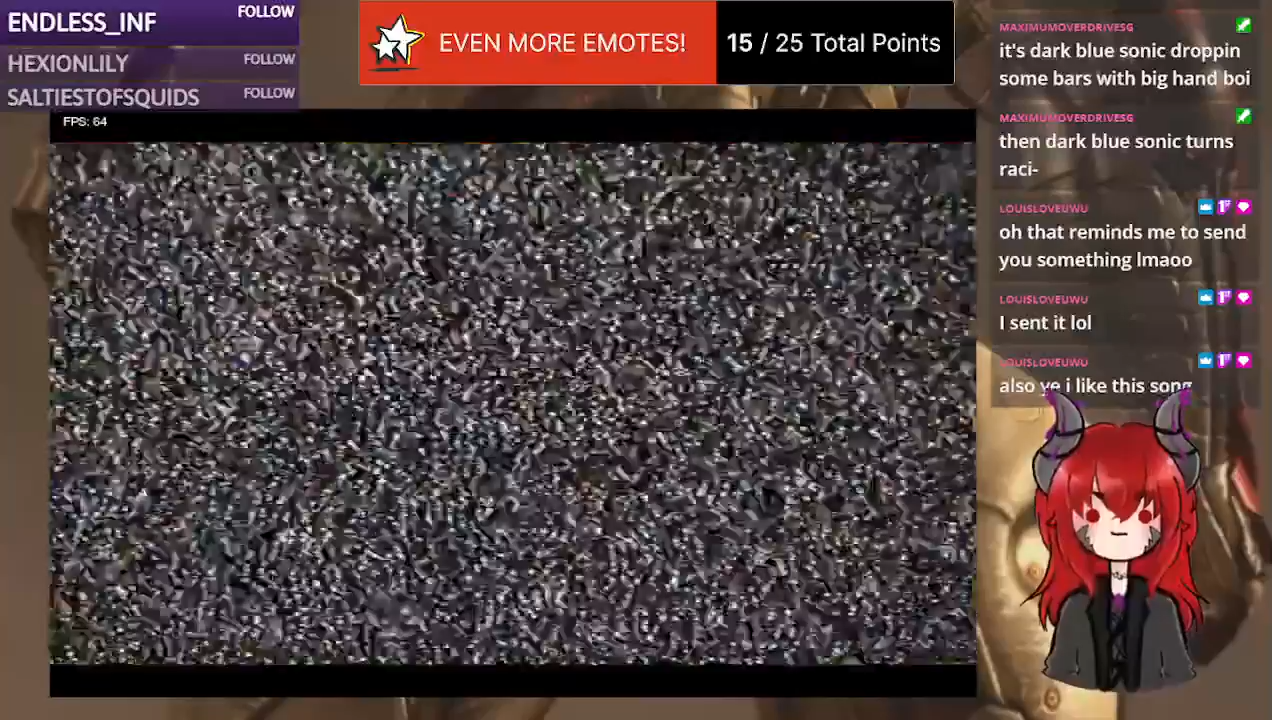 ENDLESS_INF
FOLLOW
HEXIONLILY
FOLLOW
SALTIESTOFSQUIDS
FOLLOW
EVEN MORE EMOTES!
15 / 25 Total Points
FPS: 64
MAXIMUMOVERDRIVESG
it's dark blue sonic droppin
some bars with big hand boi
MAXIMUMOVERDRIVESG
then dark blue sonic turns
raci-
LOUISLOVEUWU
oh that reminds me to send
you something lmaoo
LOUISLOVEUWU
I sent it lol
LOUISLOVEUWU
also ye i like this song